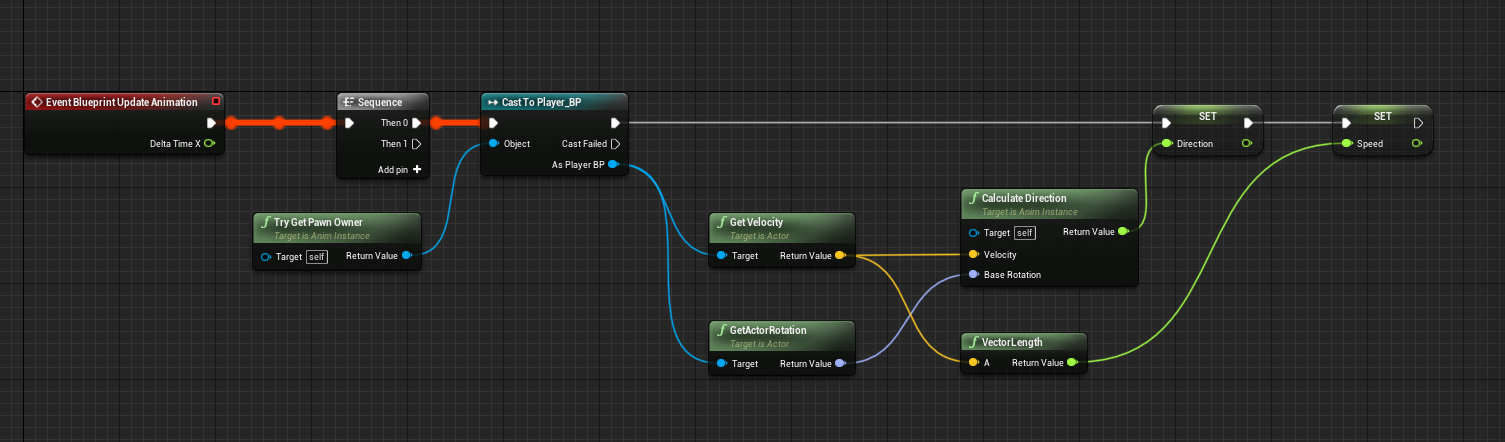 Event Blueprint Update Animation
Delta Time X
Sequence
Then 0
Then 1
Add pin
Cast To Player_BP
Object
Cast Failed
As Player BP
SET
Direction
SET
Speed
Try Get Pawn Owner
Target is Anim Instance
Target self
Return Value
Get Velocity
Target is Actor
Target
Return Value
Calculate Direction
Target is Anim Instance
Target self
Return Value
Velocity
Base Rotation
GetActorRotation
Target is Actor
Target
Return Value
VectorLength
A
Return Value